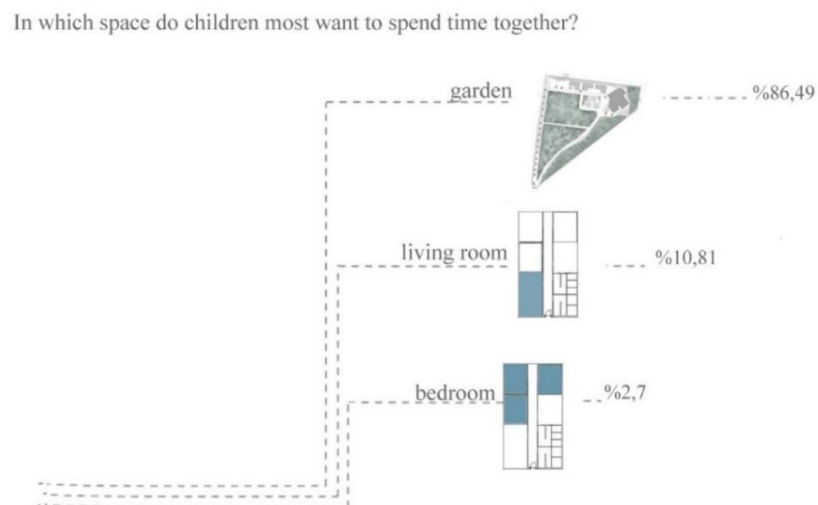 In which space do children most want to spend time together?
garden
%86,49
living room
%10,81
bedroom
%2,7